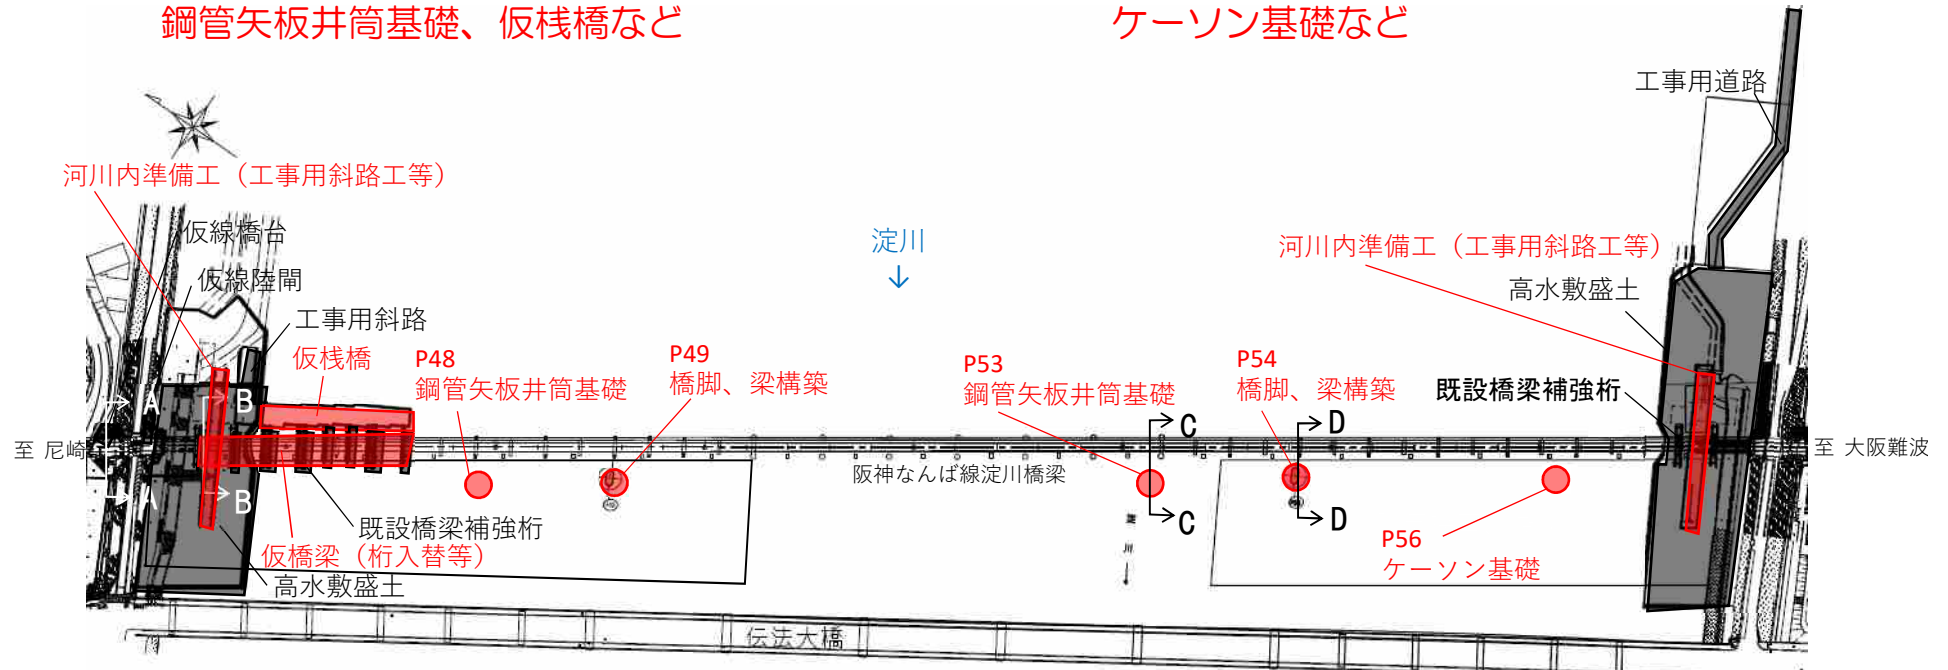 鋼管矢板井筒基礎、仮桟橋など
ケーソン基礎など
工事用道路
河川内準備工（工事用斜路工等）
仮線橋台
仮線陸閘
工事用斜路
仮桟橋
淀川
河川内準備工（工事用斜路工等）
高水敷盛土
P48
鋼管矢板井筒基礎
P49
橋脚、梁構築
P53
鋼管矢板井筒基礎
P54
橋脚、梁構築
既設橋梁補強桁
A
B
C
D
至 尼崎
至 大阪難波
阪神なんば線淀川橋梁
A
B
C
D
既設橋梁補強桁
仮橋梁（桁入替等）
高水敷盛土
P56
ケーソン基礎
伝法大橋